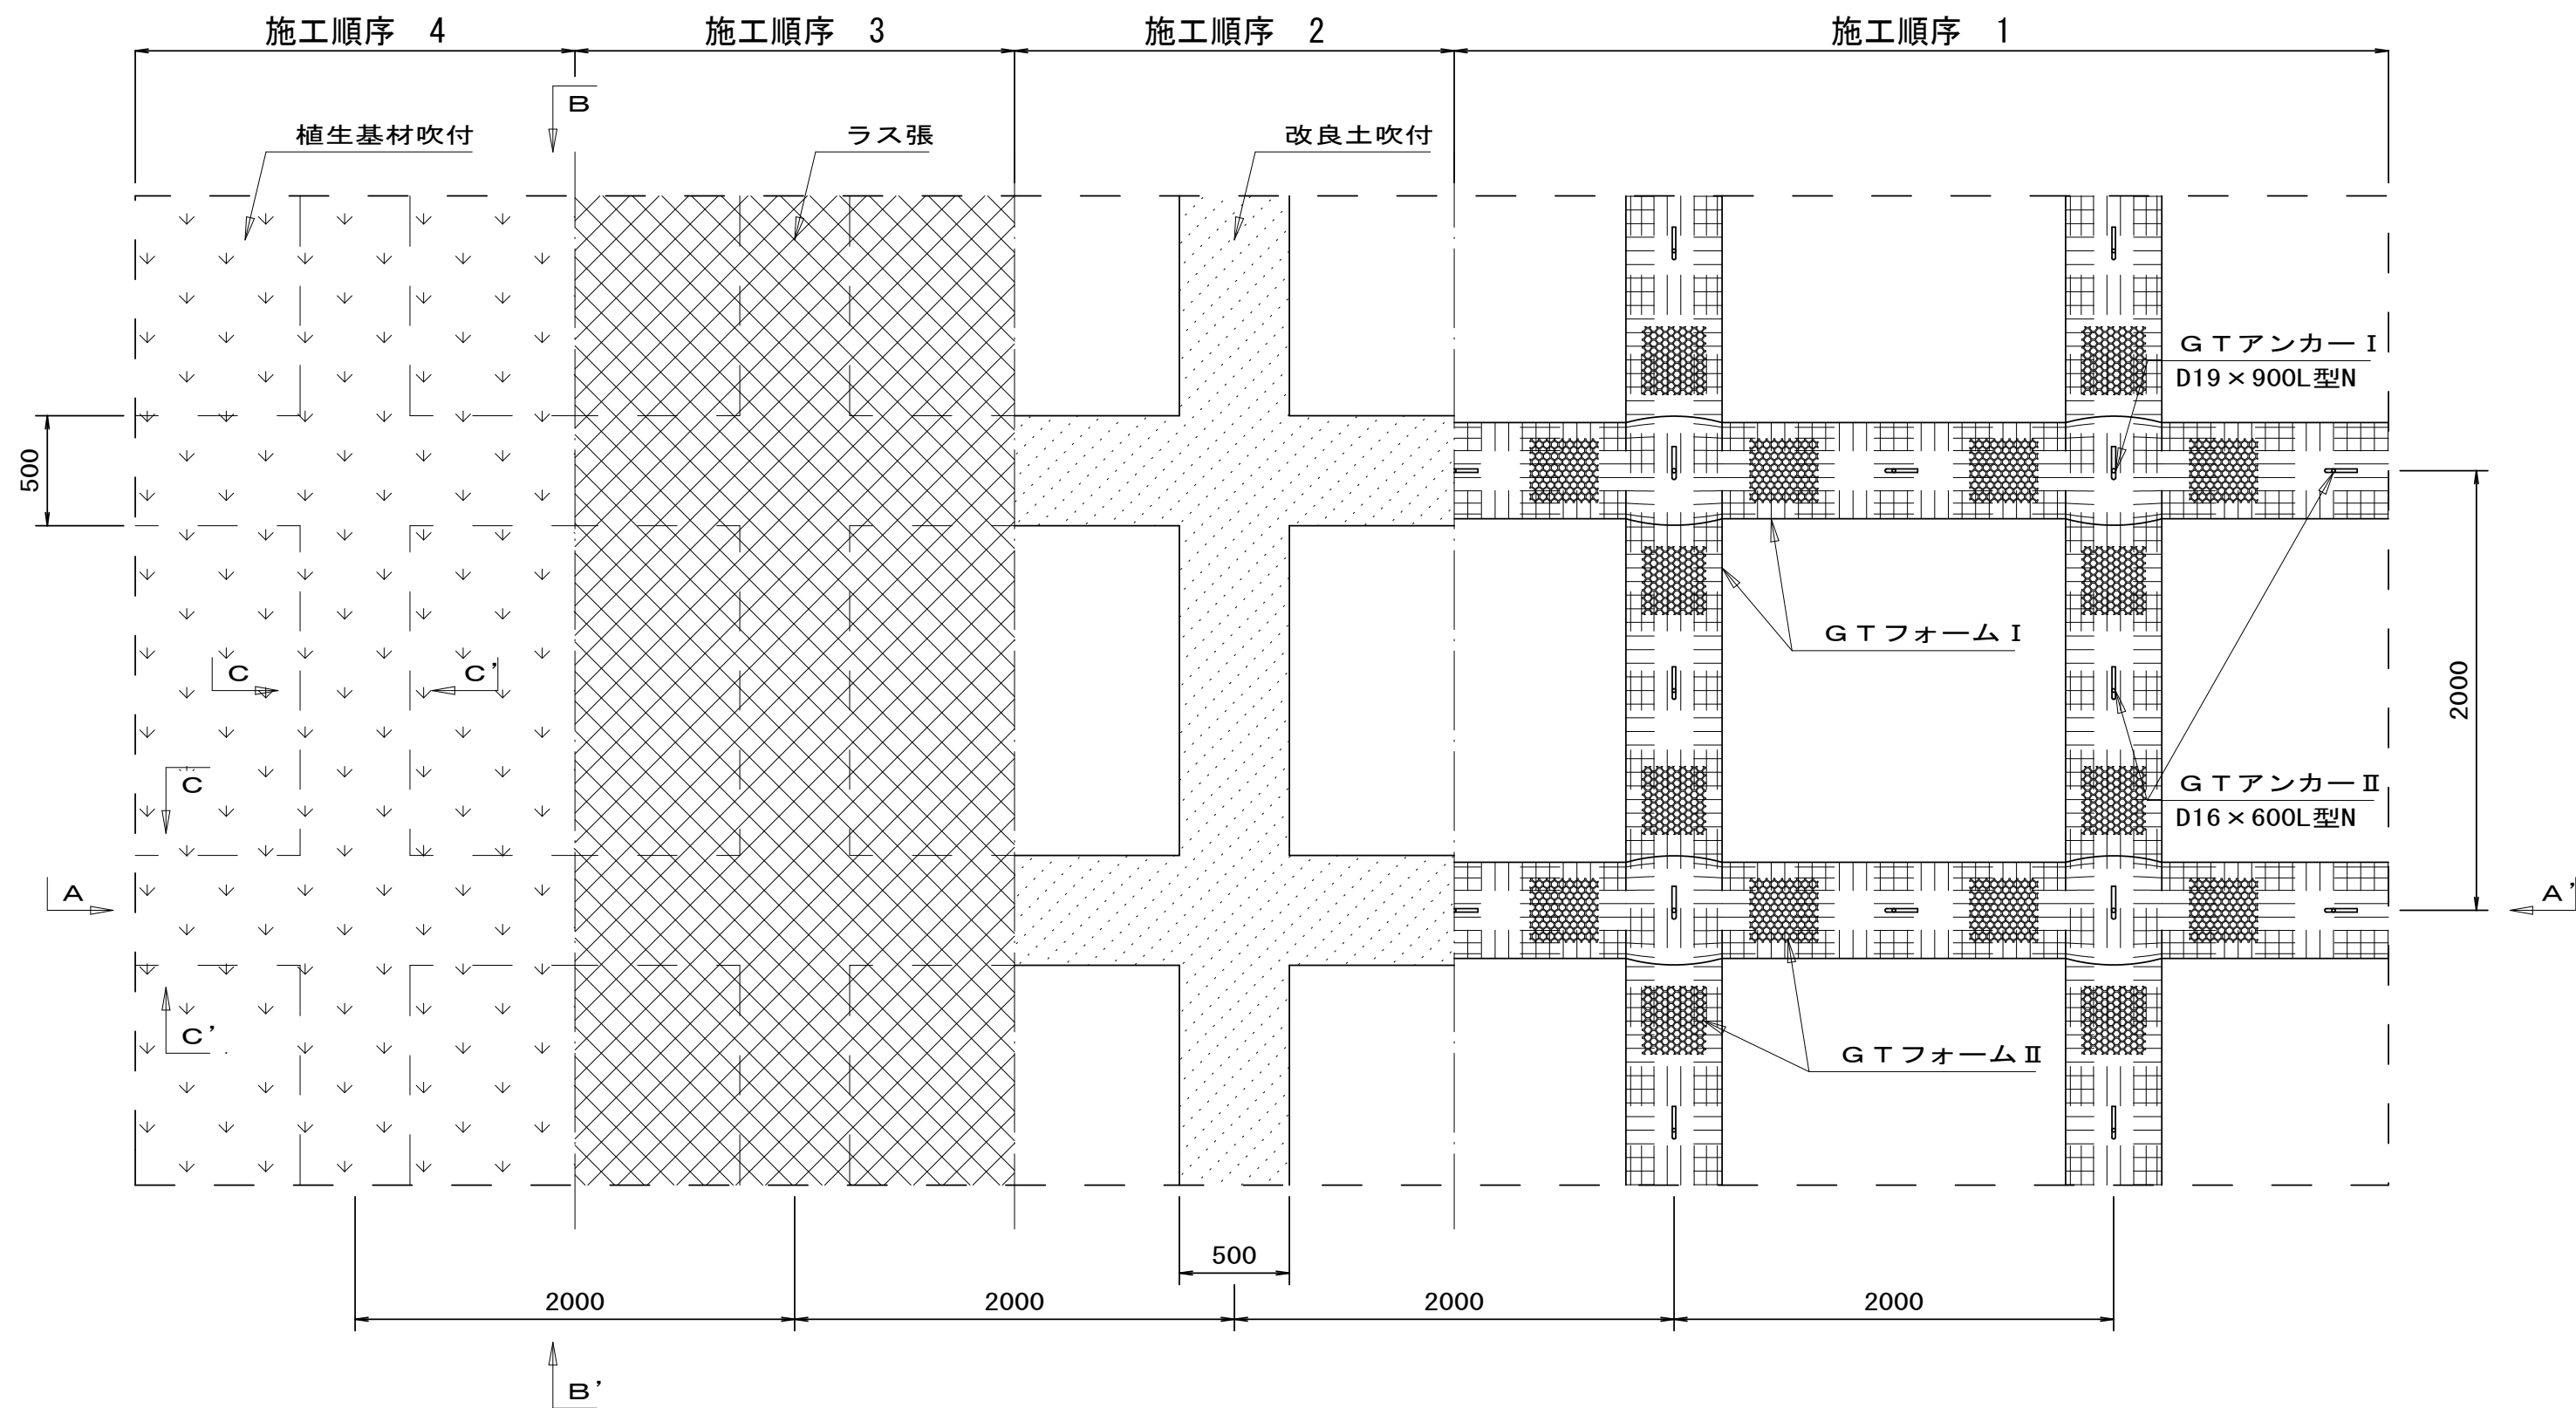 施工順序 4
施工順序 3
施工順序 2
施工順序 1
B
植生基材吹付
ラス張
改良土吹付
GTアンカーⅠ
D19×900L型N
500
GTフォームⅠ
C
C'
2000
C
GTアンカーⅡ
D16×600L型N
A
A'
C'
GTフォームⅡ
500
2000
2000
2000
2000
B'